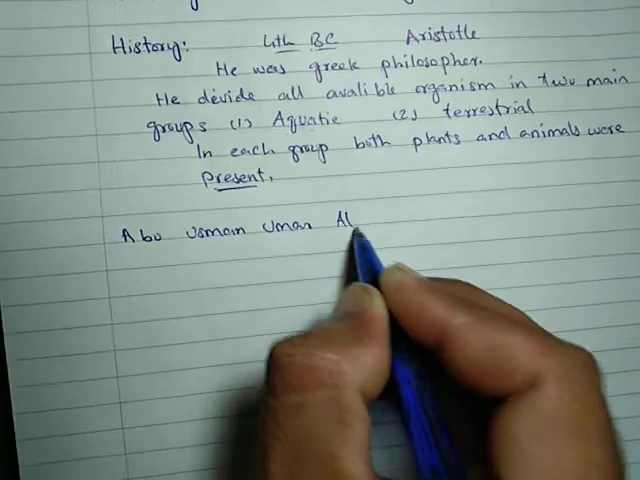 History: 4th BC Aristotle
He was greek philosopher.
He devide all avalible organism in two main
groups (1) Aquatic (2) terrestrial
In each group both plants and animals were
present.
Abo Usman Umar Al